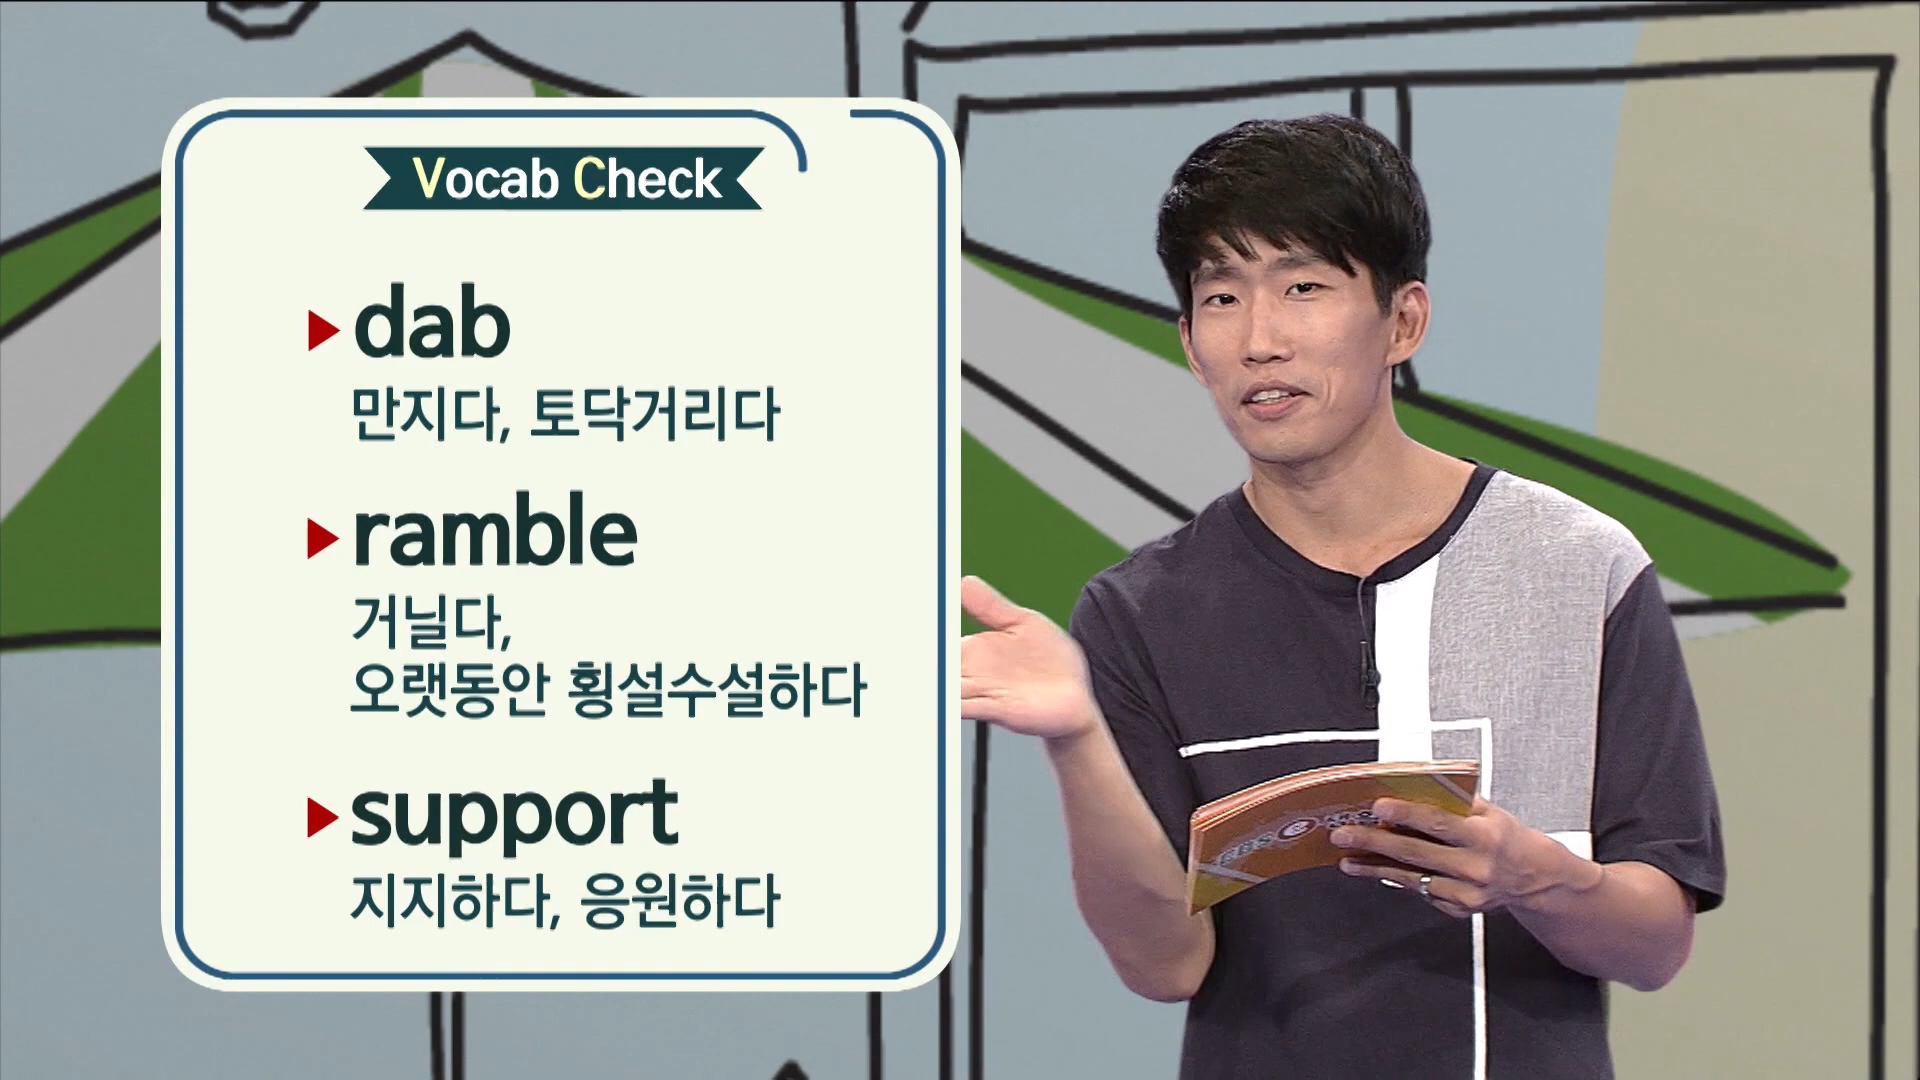 Vocab Check
dab
만지다, 토닥거리다
ramble
거닐다,
오랫동안 횡설수설하다
support
지지하다, 응원하다
EBS